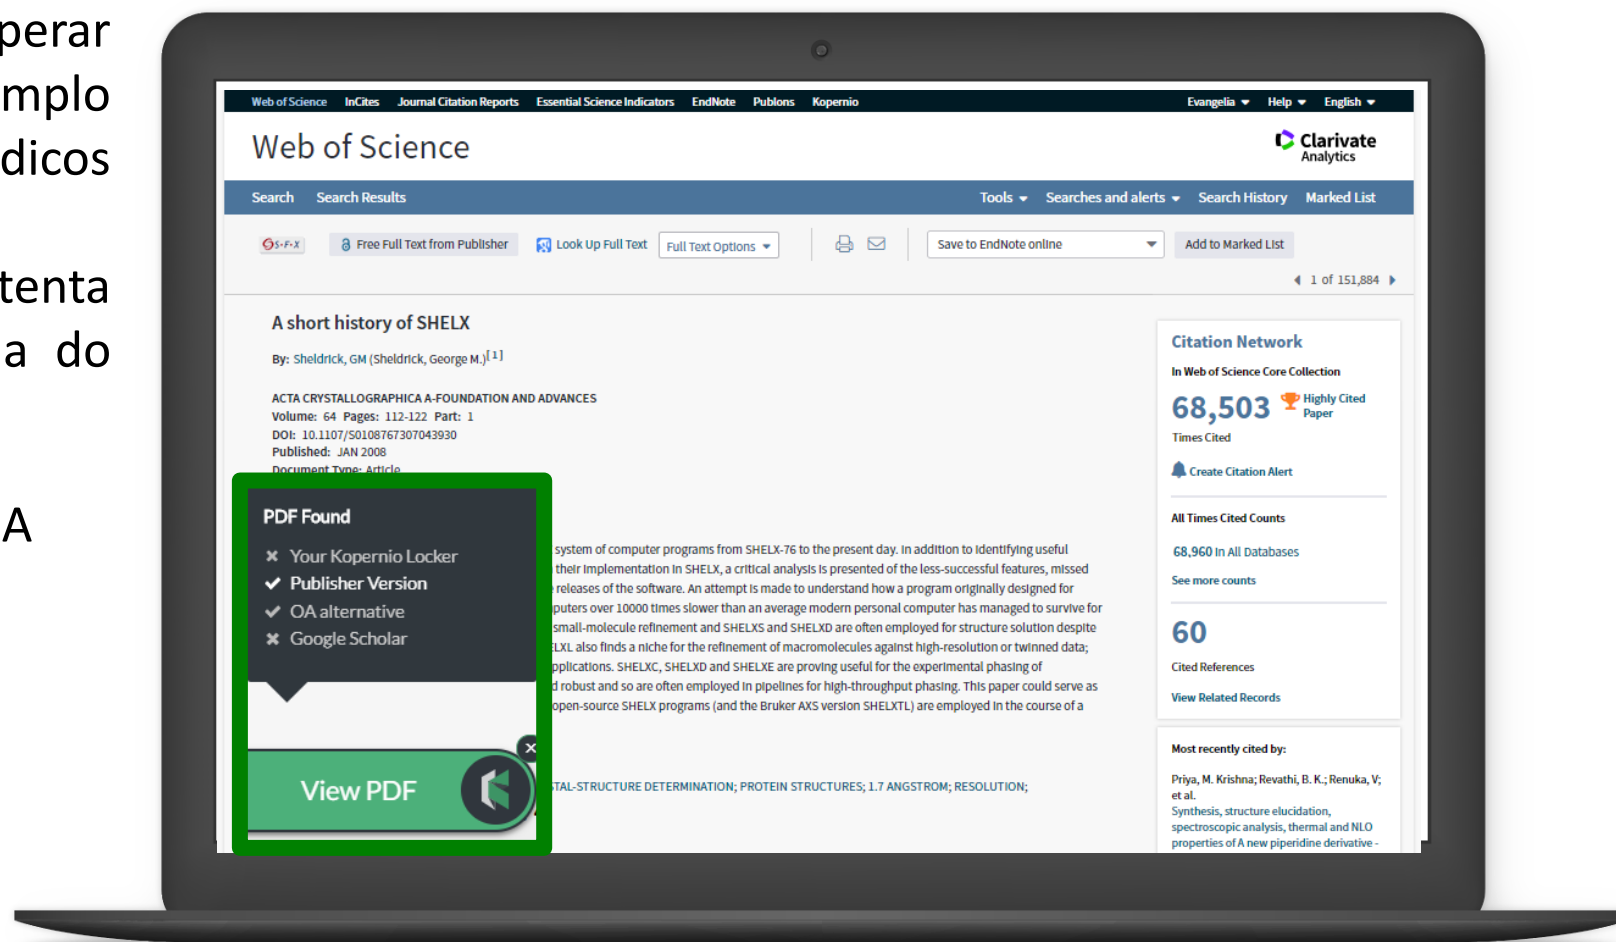 perar
mplo
dicos
tenta
a do
A
Web of Science InCites Journal Citation Reports Essential Science Indicators EndNote Publons Kopernio Evangelia Help English
Web of Science
Clarivate
Analytics
Search Search Results Tools Searches and alerts Search History Marked List
S·F·X Free Full Text from Publisher Look Up Full Text Full Text Options Save to EndNote online Add to Marked List
1 of 151,884
A short history of SHELX
By: Sheldrick, GM (Sheldrick, George M.)[1]
ACTA CRYSTALLOGRAPHICA A-FOUNDATION AND ADVANCES
Volume: 64 Pages: 112-122 Part: 1
DOI: 10.1107/S0108767307043930
Published: JAN 2008
Document Type: Article
PDF Found
Your Kopernio Locker
Publisher Version
OA alternative
Google Scholar
View PDF
system of computer programs from SHELX-76 to the present day. In addition to identifying useful
their implementation in SHELX, a critical analysis is presented of the less-successful features, missed
releases of the software. An attempt is made to understand how a program originally designed for
puters over 10000 times slower than an average modern personal computer has managed to survive for
small-molecule refinement and SHELXS and SHELXD are often employed for structure solution despite
ELXL also finds a niche for the refinement of macromolecules against high-resolution or twinned data;
pplications. SHELXC, SHELXD and SHELXE are proving useful for the experimental phasing of
d robust and so are often employed in pipelines for high-throughput phasing. This paper could serve as
open-source SHELX programs (and the Bruker AXS version SHELXTL) are employed in the course of a
STAL-STRUCTURE DETERMINATION; PROTEIN STRUCTURES; 1.7 ANGSTROM; RESOLUTION;
Citation Network
In Web of Science Core Collection
68,503 Highly Cited
Paper
Times Cited
Create Citation Alert
All Times Cited Counts
68,960 in All Databases
See more counts
60
Cited References
View Related Records
Most recently cited by:
Priya, M. Krishna; Revathi, B. K.; Renuka, V;
et al.
Synthesis, structure elucidation,
spectroscopic analysis, thermal and NLO
properties of A new piperidine derivative -